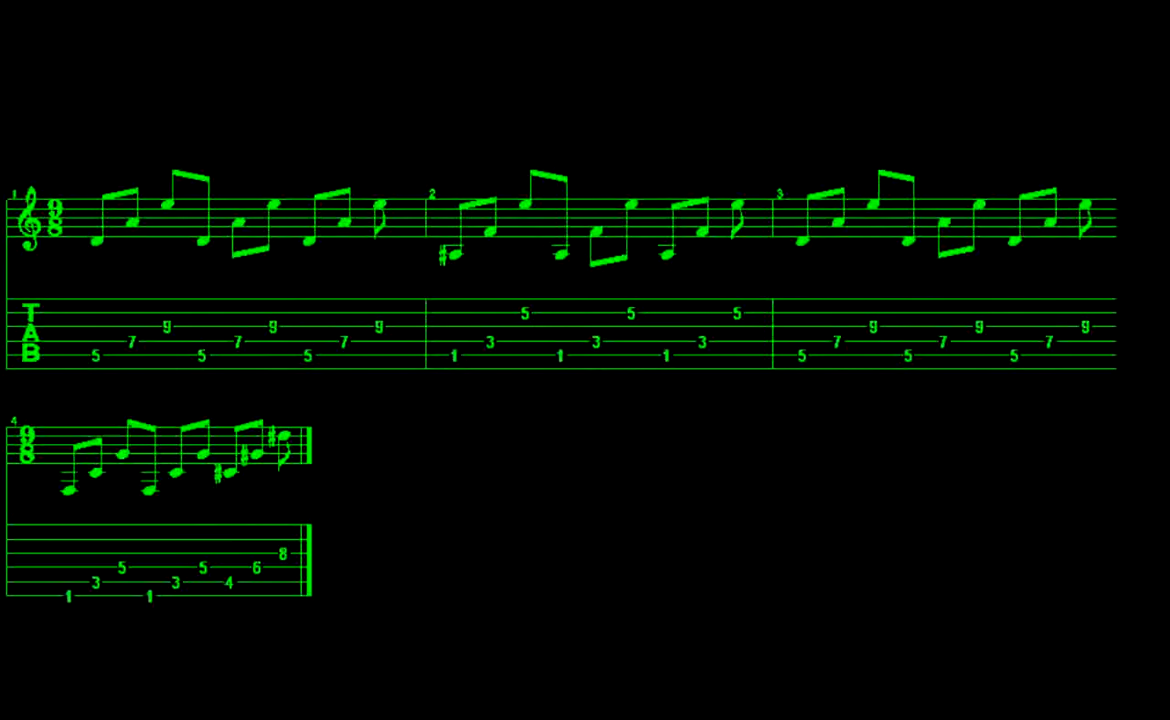 1 2 3
9
8
T 5 5 5
A 9 9 9 9 9 9
7 7 7 3 3 3 7 7 7
B 5 5 5 1 1 1 5 5 5
4
9
8
8
5 5 6
3 3 4
1 1